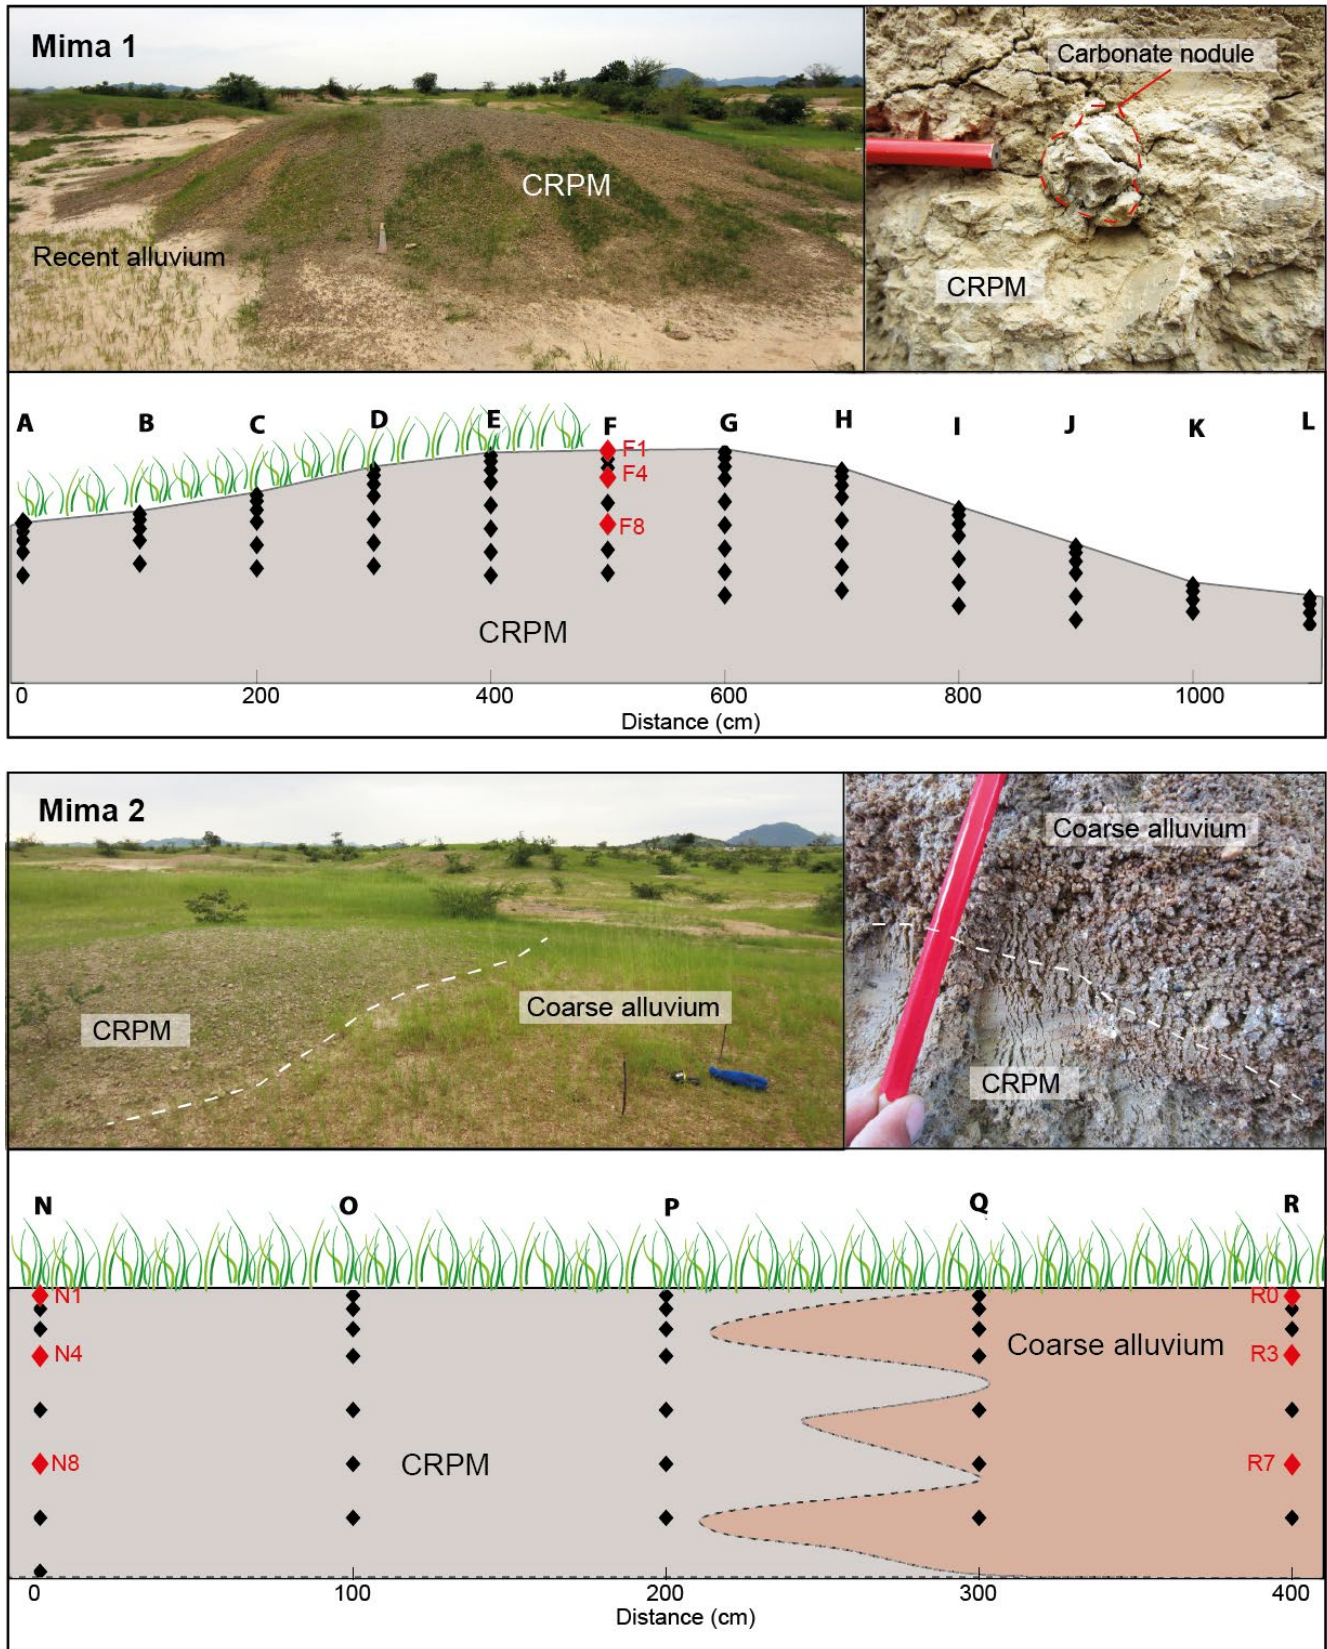 Mima 1
Carbonate nodule
CRPM
Recent alluvium
CRPM
A B C D E F G H I J K L
F1
F4
F8
CRPM
0 200 400 600 800 1000
Distance (cm)
Mima 2
Coarse alluvium
Coarse alluvium
CRPM
CRPM
N O P Q R
N1 R0
Coarse alluvium
N4 R3
N8 CRPM R7
0 100 200 300 400
Distance (cm)